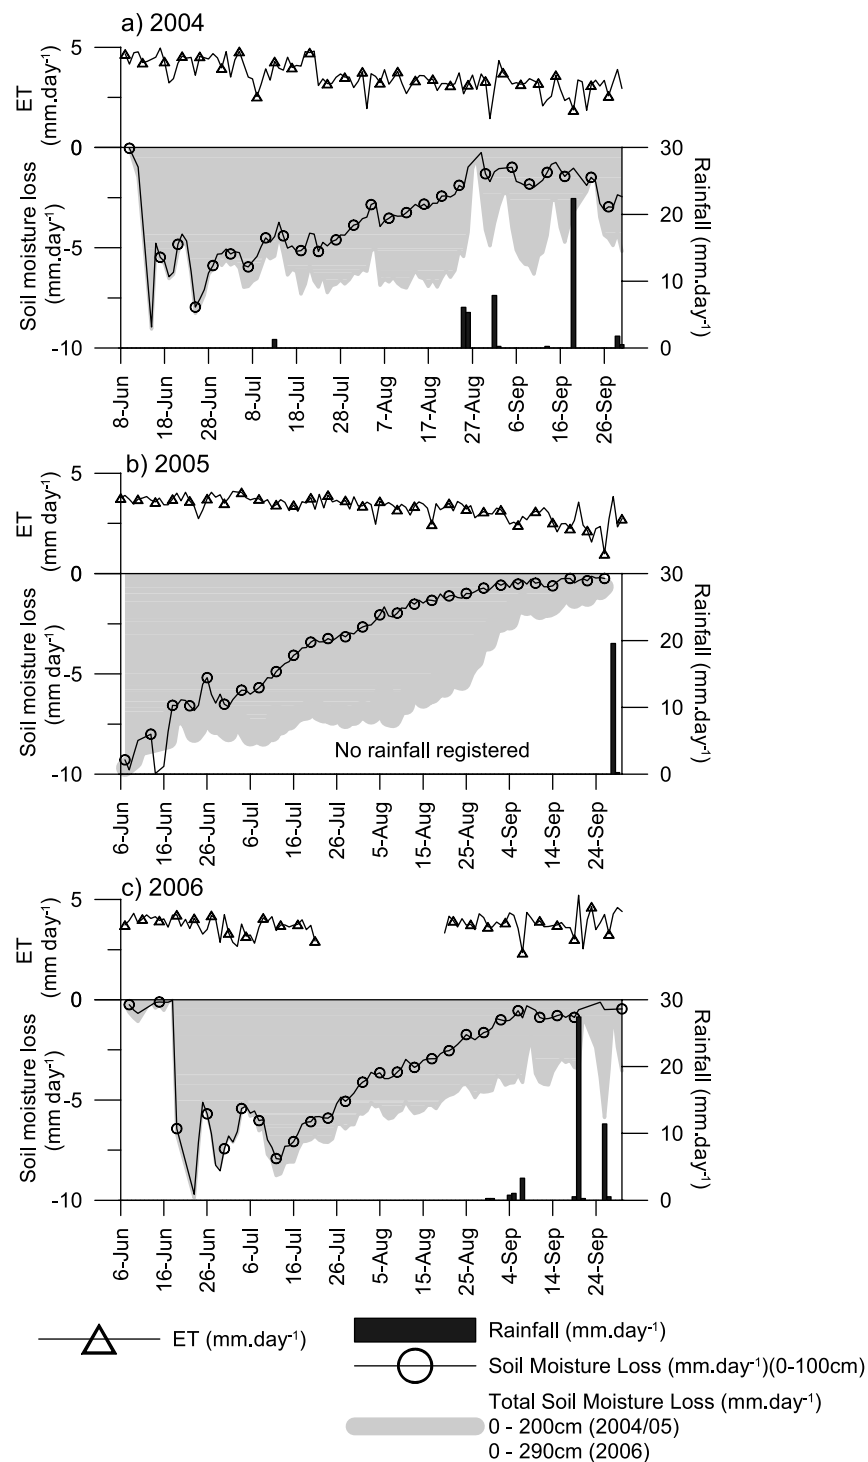 a) 2004
5
ET
(mm.day-1)
0
Soil moisture loss
(mm.day-1)
-5
-10
30
20
10
0
Rainfall (mm.day-1)
8-Jun
18-Jun
28-Jun
8-Jul
18-Jul
28-Jul
7-Aug
17-Aug
27-Aug
6-Sep
16-Sep
26-Sep
b) 2005
5
ET
(mm day-1)
0
Soil moisture loss
(mm day-1)
-5
-10
No rainfall registered
30
20
10
0
Rainfall (mm.day-1)
6-Jun
16-Jun
26-Jun
6-Jul
16-Jul
26-Jul
5-Aug
15-Aug
25-Aug
4-Sep
14-Sep
24-Sep
c) 2006
5
ET
(mm day-1)
0
Soil moisture loss
(mm day-1)
-5
-10
30
20
10
0
Rainfall (mm.day-1)
6-Jun
16-Jun
26-Jun
6-Jul
16-Jul
26-Jul
5-Aug
15-Aug
25-Aug
4-Sep
14-Sep
24-Sep
ET (mm.day-1)
Rainfall (mm.day-1)
Soil Moisture Loss (mm.day-1)(0-100cm)
Total Soil Moisture Loss (mm.day-1)
0 - 200cm (2004/05)
0 - 290cm (2006)